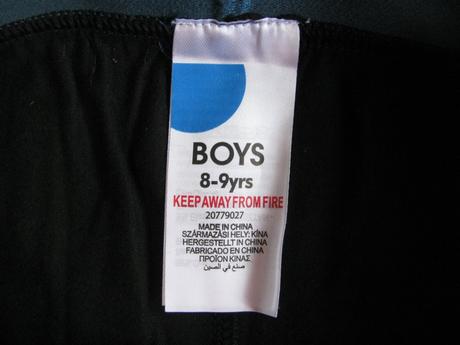 BOYS
8-9yrs
KEEP AWAY FROM FIRE
20779027
MADE IN CHINA
SZÁRMAZÁSI HELY: KÍNA
HERGESTELLT IN CHINA
FABRICADO EN CHINA
ΠΡΟΪΟΝ ΚΙΝΑΣ
صنع في الصين